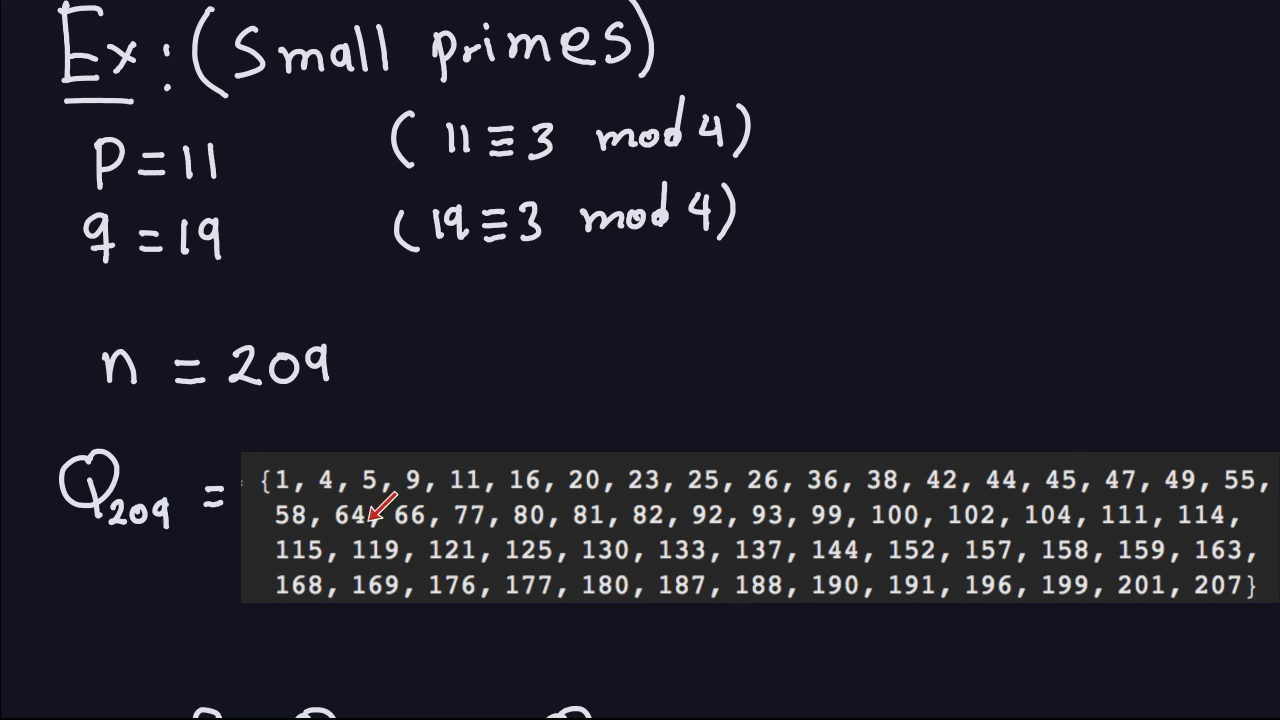 Ex: (Small primes)
p = 11 (11 ≡ 3 mod 4)
q = 19 (19 ≡ 3 mod 4)
n = 209
Q₂₀₉ =
{1, 4, 5, 9, 11, 16, 20, 23, 25, 26, 36, 38, 42, 44, 45, 47, 49, 55,
58, 64, 66, 77, 80, 81, 82, 92, 93, 99, 100, 102, 104, 111, 114,
115, 119, 121, 125, 130, 133, 137, 144, 152, 157, 158, 159, 163,
168, 169, 176, 177, 180, 187, 188, 190, 191, 196, 199, 201, 207}